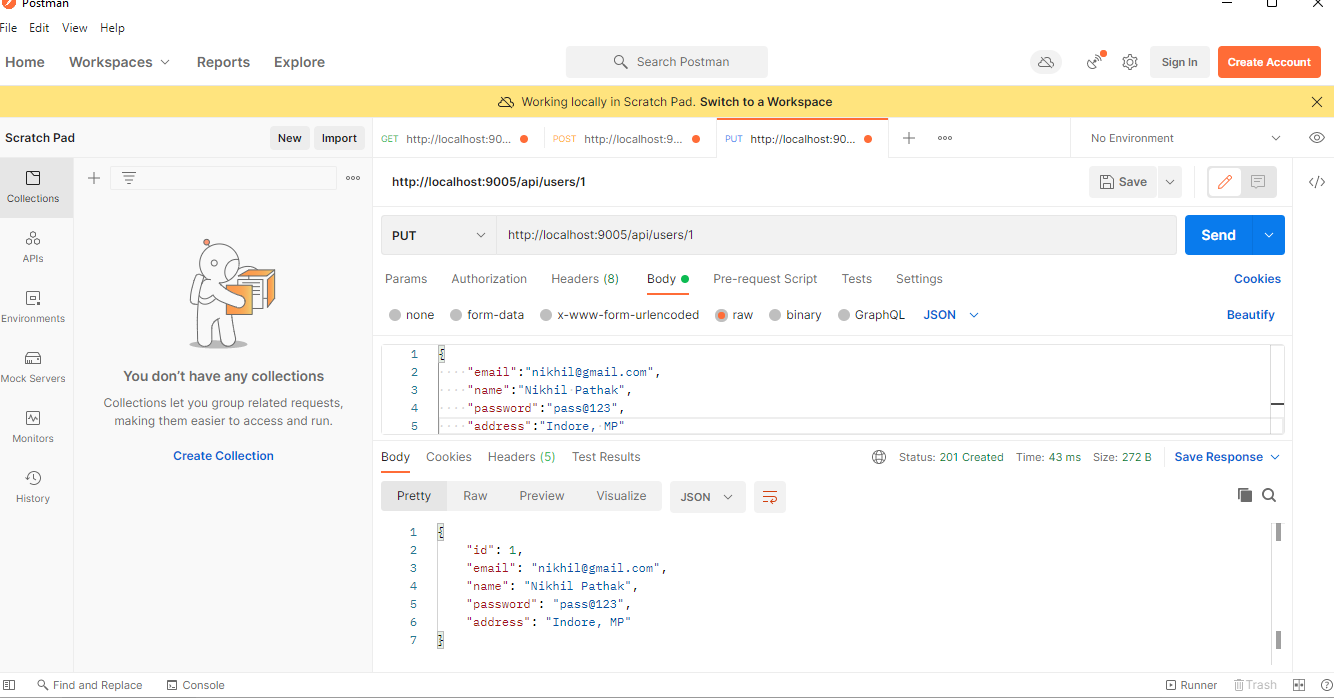 Postman
File Edit View Help
Home Workspaces Reports Explore Search Postman Sign In Create Account
Working locally in Scratch Pad. Switch to a Workspace
Scratch Pad New Import GET http://localhost:90... POST http://localhost:9... PUT http://localhost:90... No Environment
Collections
APIs
Environments
Mock Servers
Monitors
History
You don't have any collections
Collections let you group related requests,
making them easier to access and run.
Create Collection
http://localhost:9005/api/users/1 Save
PUT http://localhost:9005/api/users/1 Send
Params Authorization Headers (8) Body Pre-request Script Tests Settings Cookies
none form-data x-www-form-urlencoded raw binary GraphQL JSON Beautify
1 {
2 "email":"nikhil@gmail.com",
3 "name":"Nikhil Pathak",
4 "password":"pass@123",
5 "address":"Indore, MP"
Body Cookies Headers (5) Test Results Status: 201 Created Time: 43 ms Size: 272 B Save Response
Pretty Raw Preview Visualize JSON
1 {
2 "id": 1,
3 "email": "nikhil@gmail.com",
4 "name": "Nikhil Pathak",
5 "password": "pass@123",
6 "address": "Indore, MP"
7 }
Find and Replace Console Runner Trash